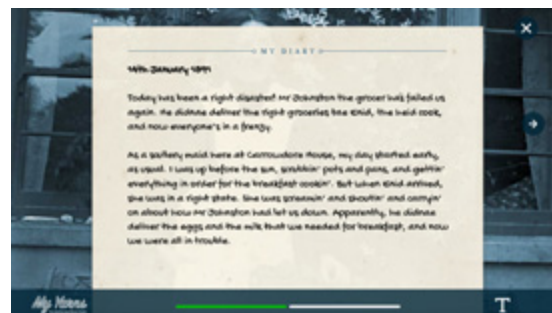 MY DIARY
14th January 1891
Today has been a right disaster! Mr Johnston the grocer has failed us
again. He didnae deliver the right groceries tae Enid, the heid cook,
and now everyone's in a frenzy.
As a scullery maid here at Carrowdore House, my day started early,
as usual. I was up before the sun, scrubbin' pots and pans, and gettin'
everything in order for the breakfast cookin'. But when Enid arrived,
she was in a right state. She was screamin' and shoutin' and carryin'
on about how Mr Johnston had let us down. Apparently, he didnae
deliver the eggs and the milk that we needed for breakfast, and now
we were all in trouble.
My
T